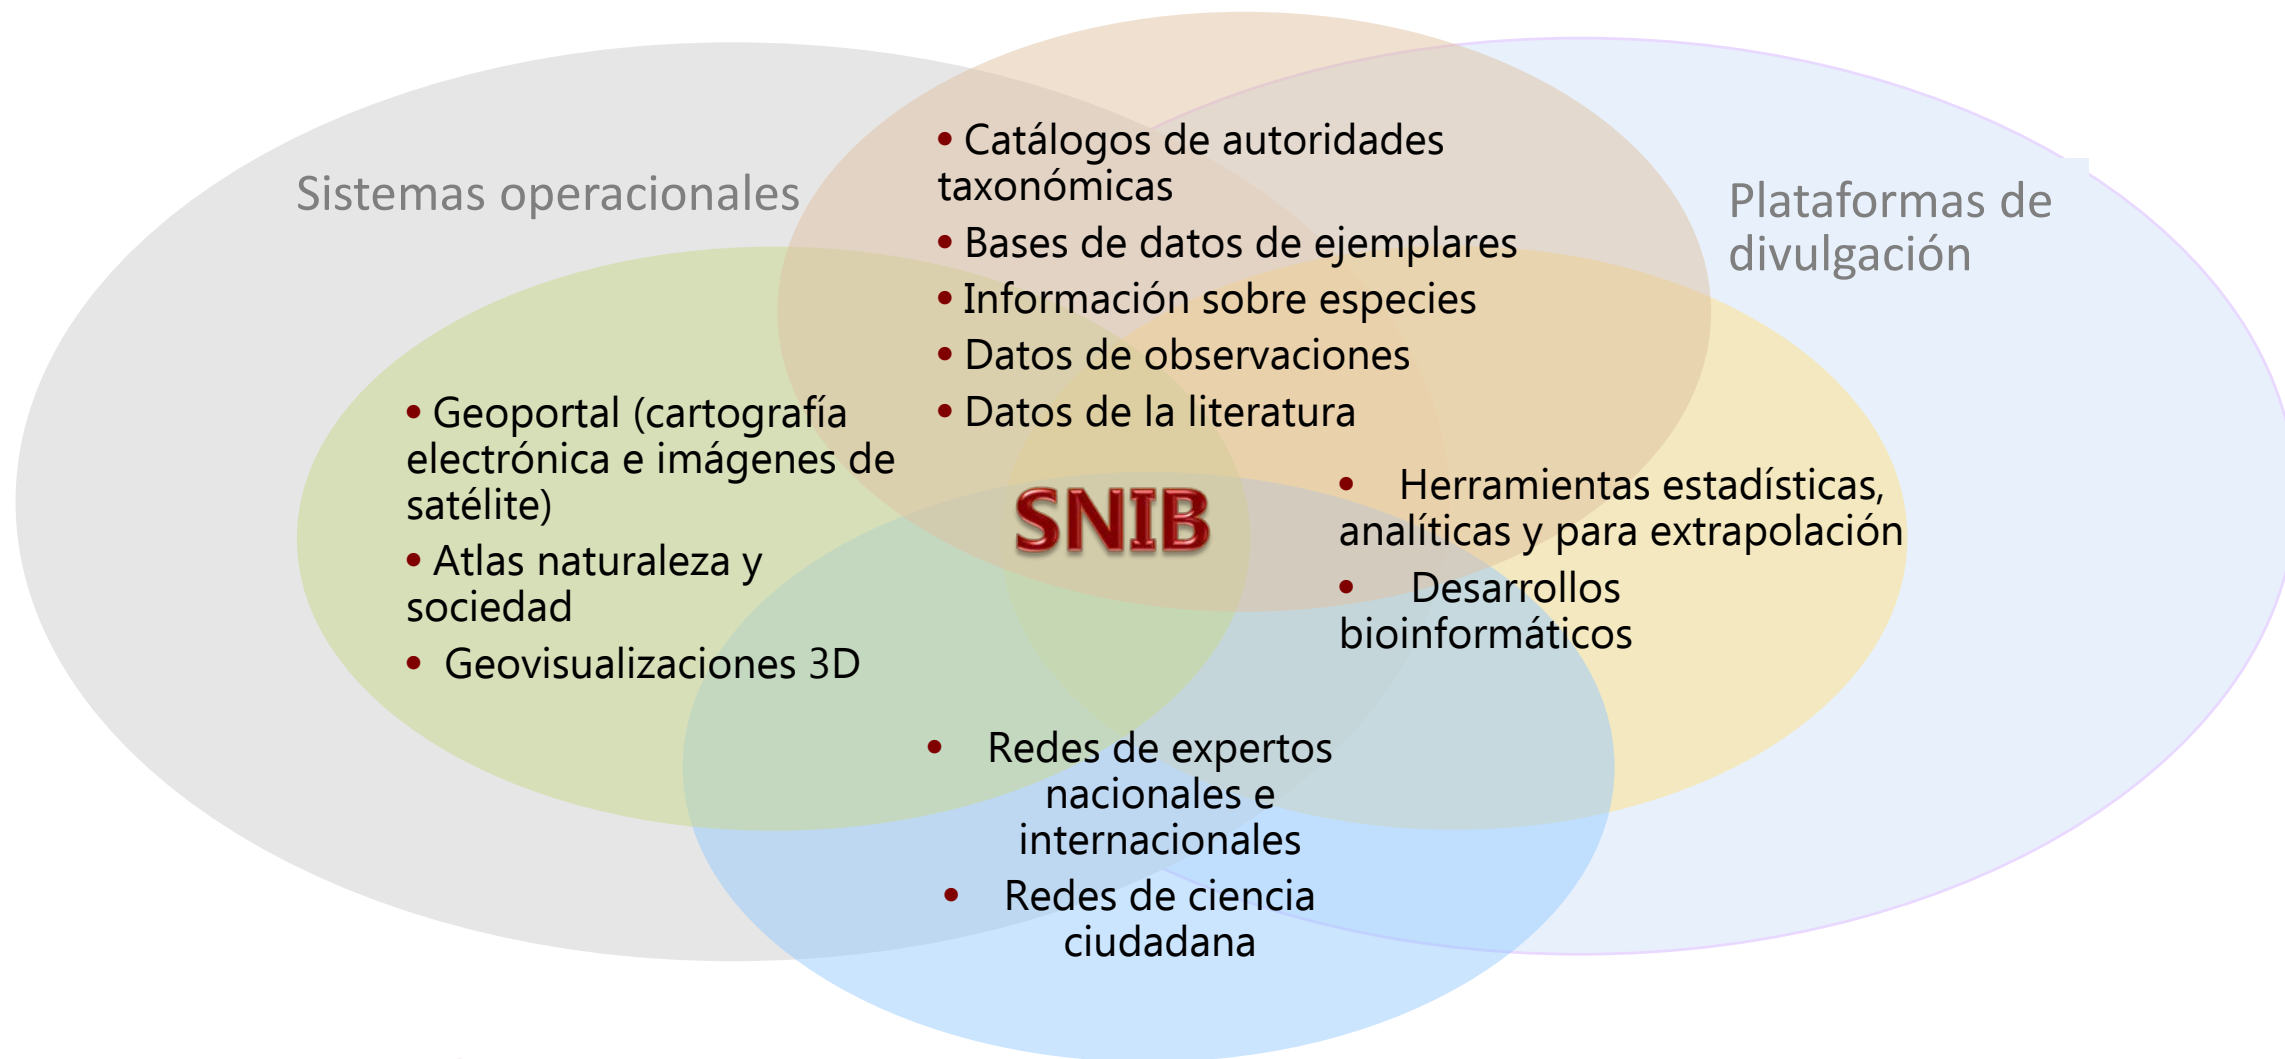 Sistemas operacionales
• Catálogos de autoridades
taxonómicas
• Bases de datos de ejemplares
• Información sobre especies
• Datos de observaciones
• Datos de la literatura
Plataformas de
divulgación
• Geoportal (cartografía
electrónica e imágenes de
satélite)
• Atlas naturaleza y
sociedad
• Geovisualizaciones 3D
SNIB
• Herramientas estadísticas,
analíticas y para extrapolación
• Desarrollos
bioinformáticos
• Redes de expertos
nacionales e
internacionales
• Redes de ciencia
ciudadana